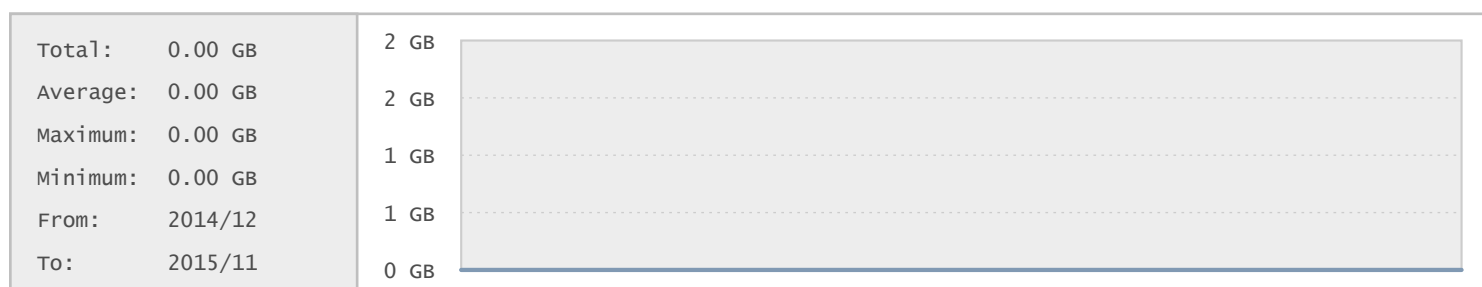 Total: 0.00 GB
Average: 0.00 GB
Maximum: 0.00 GB
Minimum: 0.00 GB
From: 2014/12
To: 2015/11
2 GB
2 GB
1 GB
1 GB
0 GB